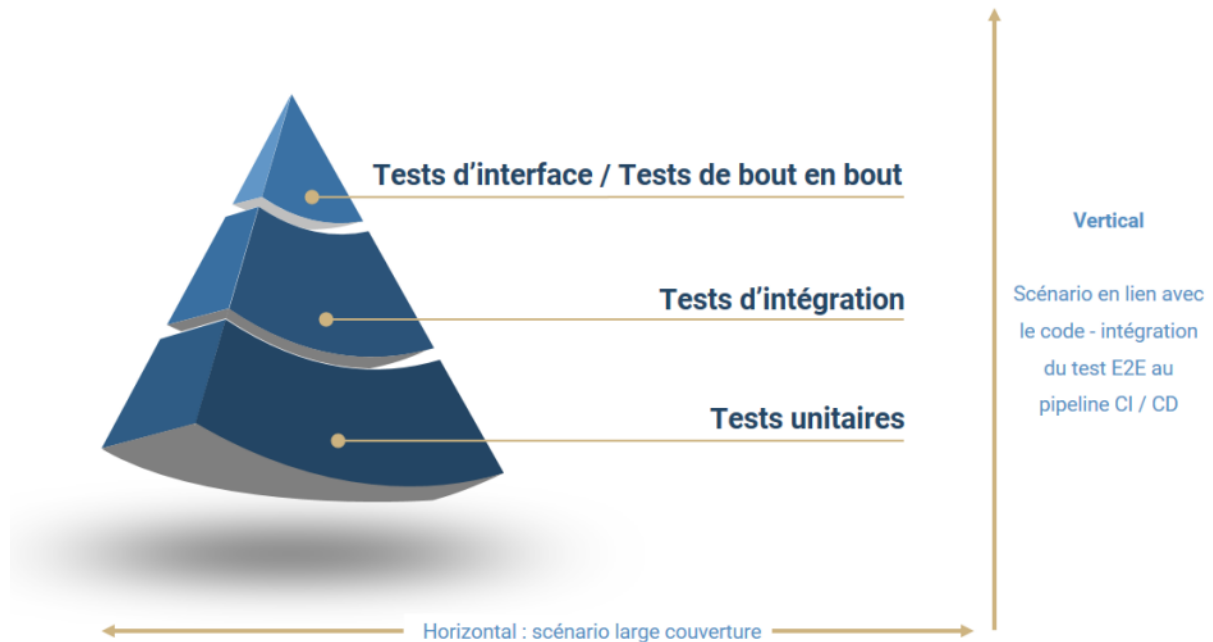 Tests d’interface / Tests de bout en bout
Tests d’intégration
Tests unitaires
Vertical
Scénario en lien avec
le code - intégration
du test E2E au
pipeline CI / CD
Horizontal : scénario large couverture